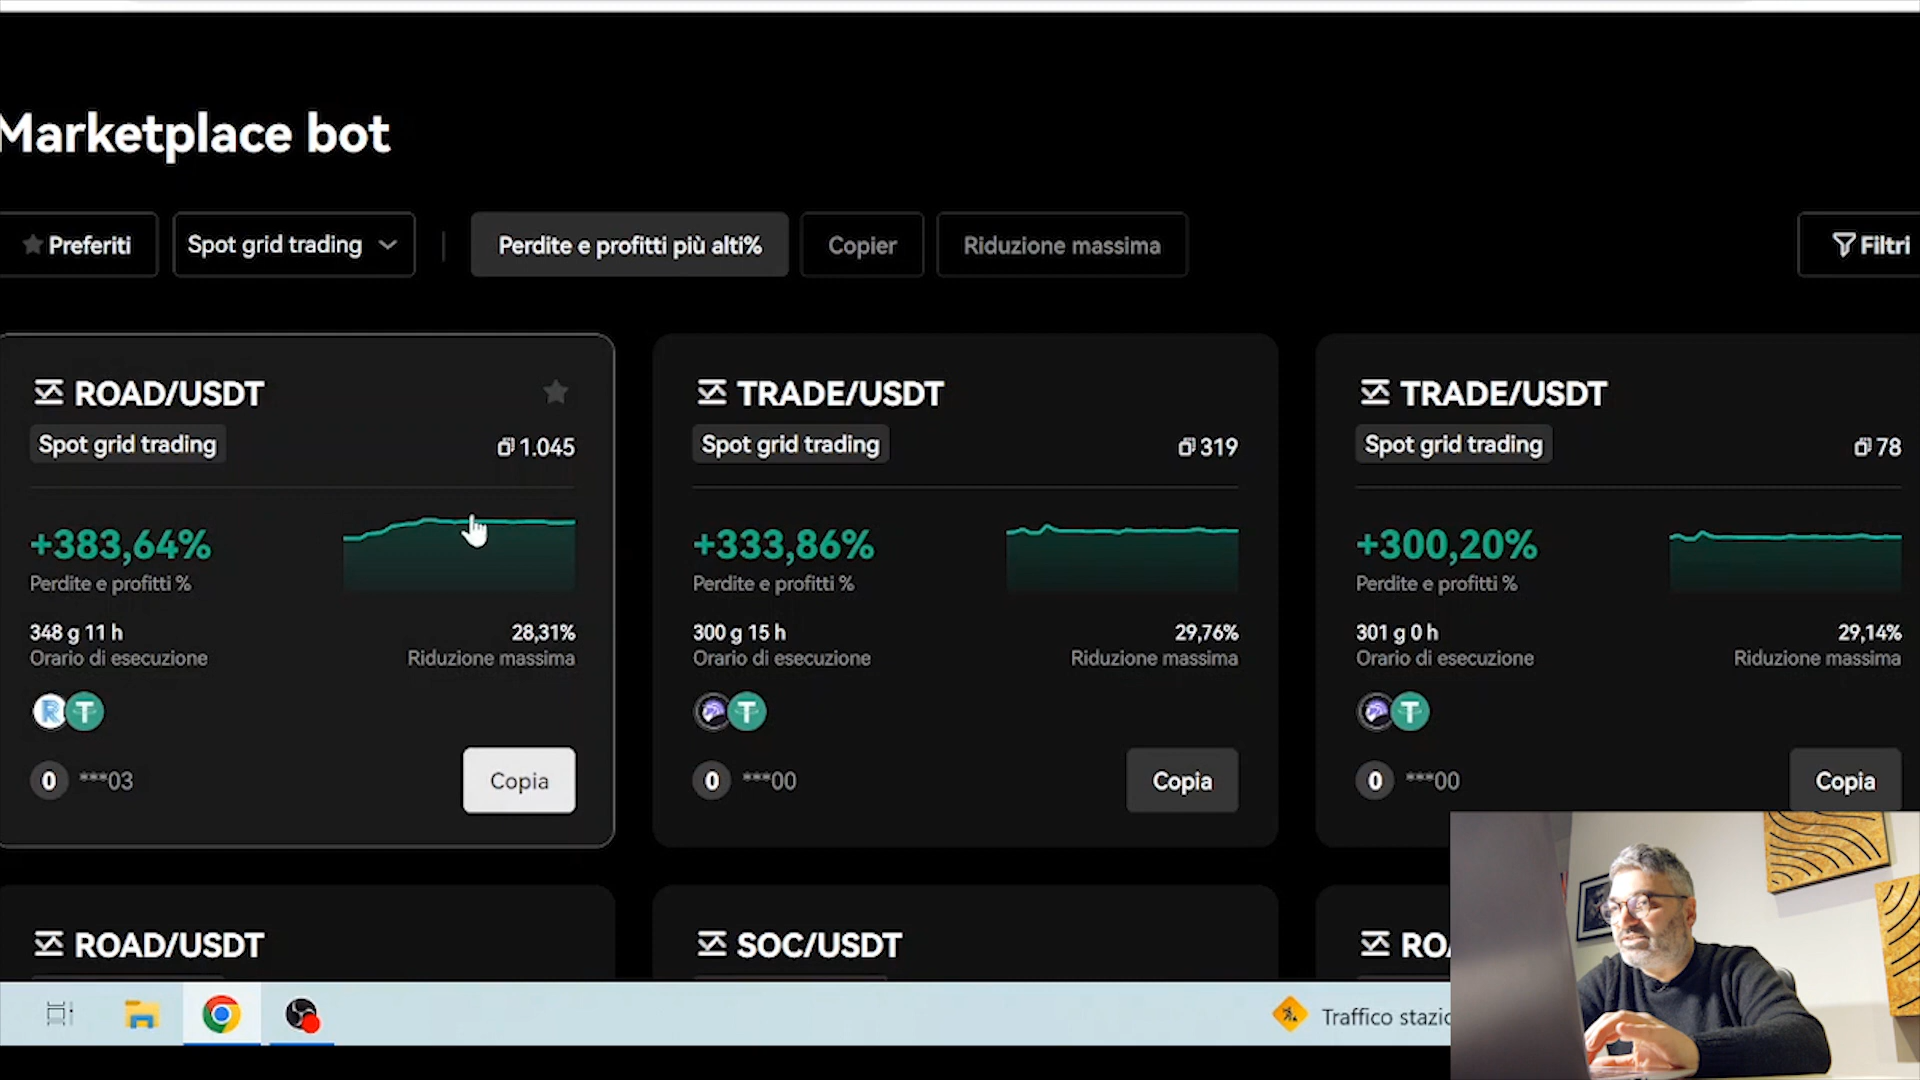 Marketplace bot
Preferiti
Spot grid trading
Perdite e profitti più alti%
Copier
Riduzione massima
Filtri
ROAD/USDT
Spot grid trading
1.045
+383,64%
Perdite e profitti %
348 g 11 h
Orario di esecuzione
28,31%
Riduzione massima
0 ***03
Copia
TRADE/USDT
Spot grid trading
319
+333,86%
Perdite e profitti %
300 g 15 h
Orario di esecuzione
29,76%
Riduzione massima
0 ***00
Copia
TRADE/USDT
Spot grid trading
78
+300,20%
Perdite e profitti %
301 g 0 h
Orario di esecuzione
29,14%
Riduzione massima
0 ***00
Copia
ROAD/USDT
SOC/USDT
ROA
Traffico stazio